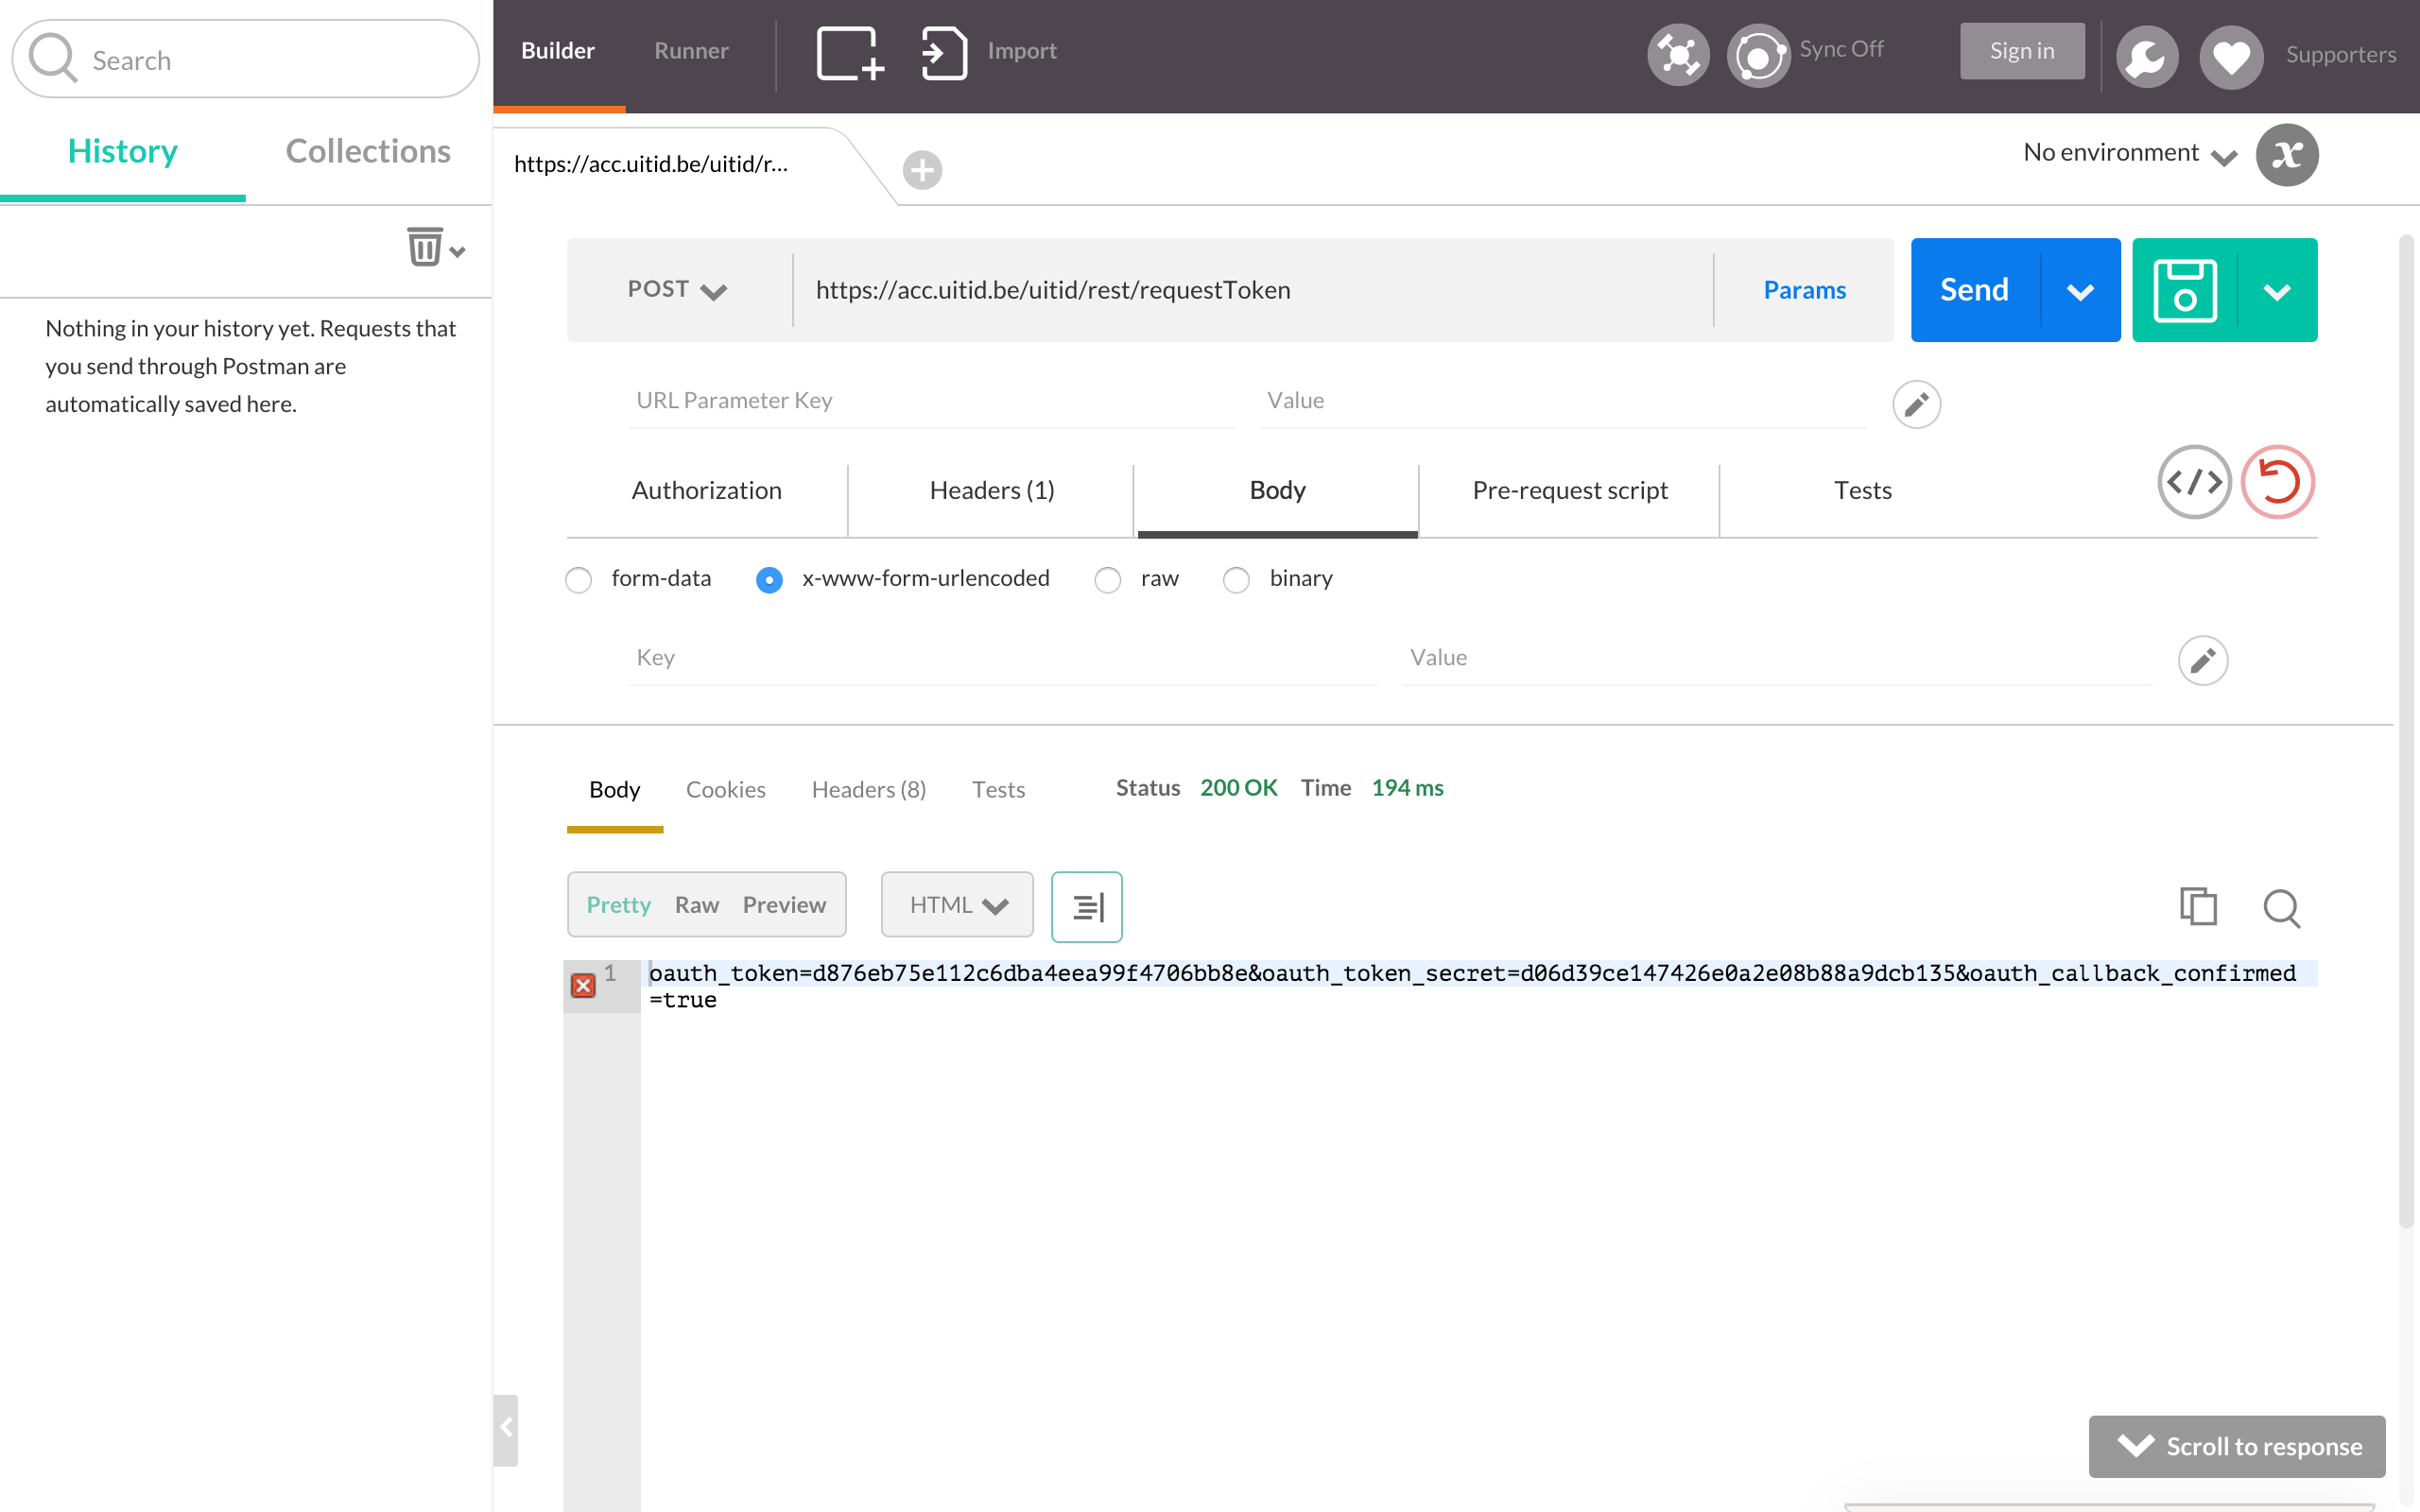 Search
Builder
Runner
Import
Sync Off
Sign in
Supporters
History
Collections
https://acc.uitid.be/uitid/r...
No environment
x
Nothing in your history yet. Requests that
you send through Postman are
automatically saved here.
POST
https://acc.uitid.be/uitid/rest/requestToken
Params
Send
URL Parameter Key
Value
Authorization
Headers (1)
Body
Pre-request script
Tests
form-data
x-www-form-urlencoded
raw
binary
Key
Value
Body
Cookies
Headers (8)
Tests
Status 200 OK Time 194 ms
Pretty
Raw
Preview
HTML
1
oauth_token=d876eb75e112c6dba4eea99f4706bb8e&oauth_token_secret=d06d39ce147426e0a2e08b88a9dcb135&oauth_callback_confirmed
=true
Scroll to response